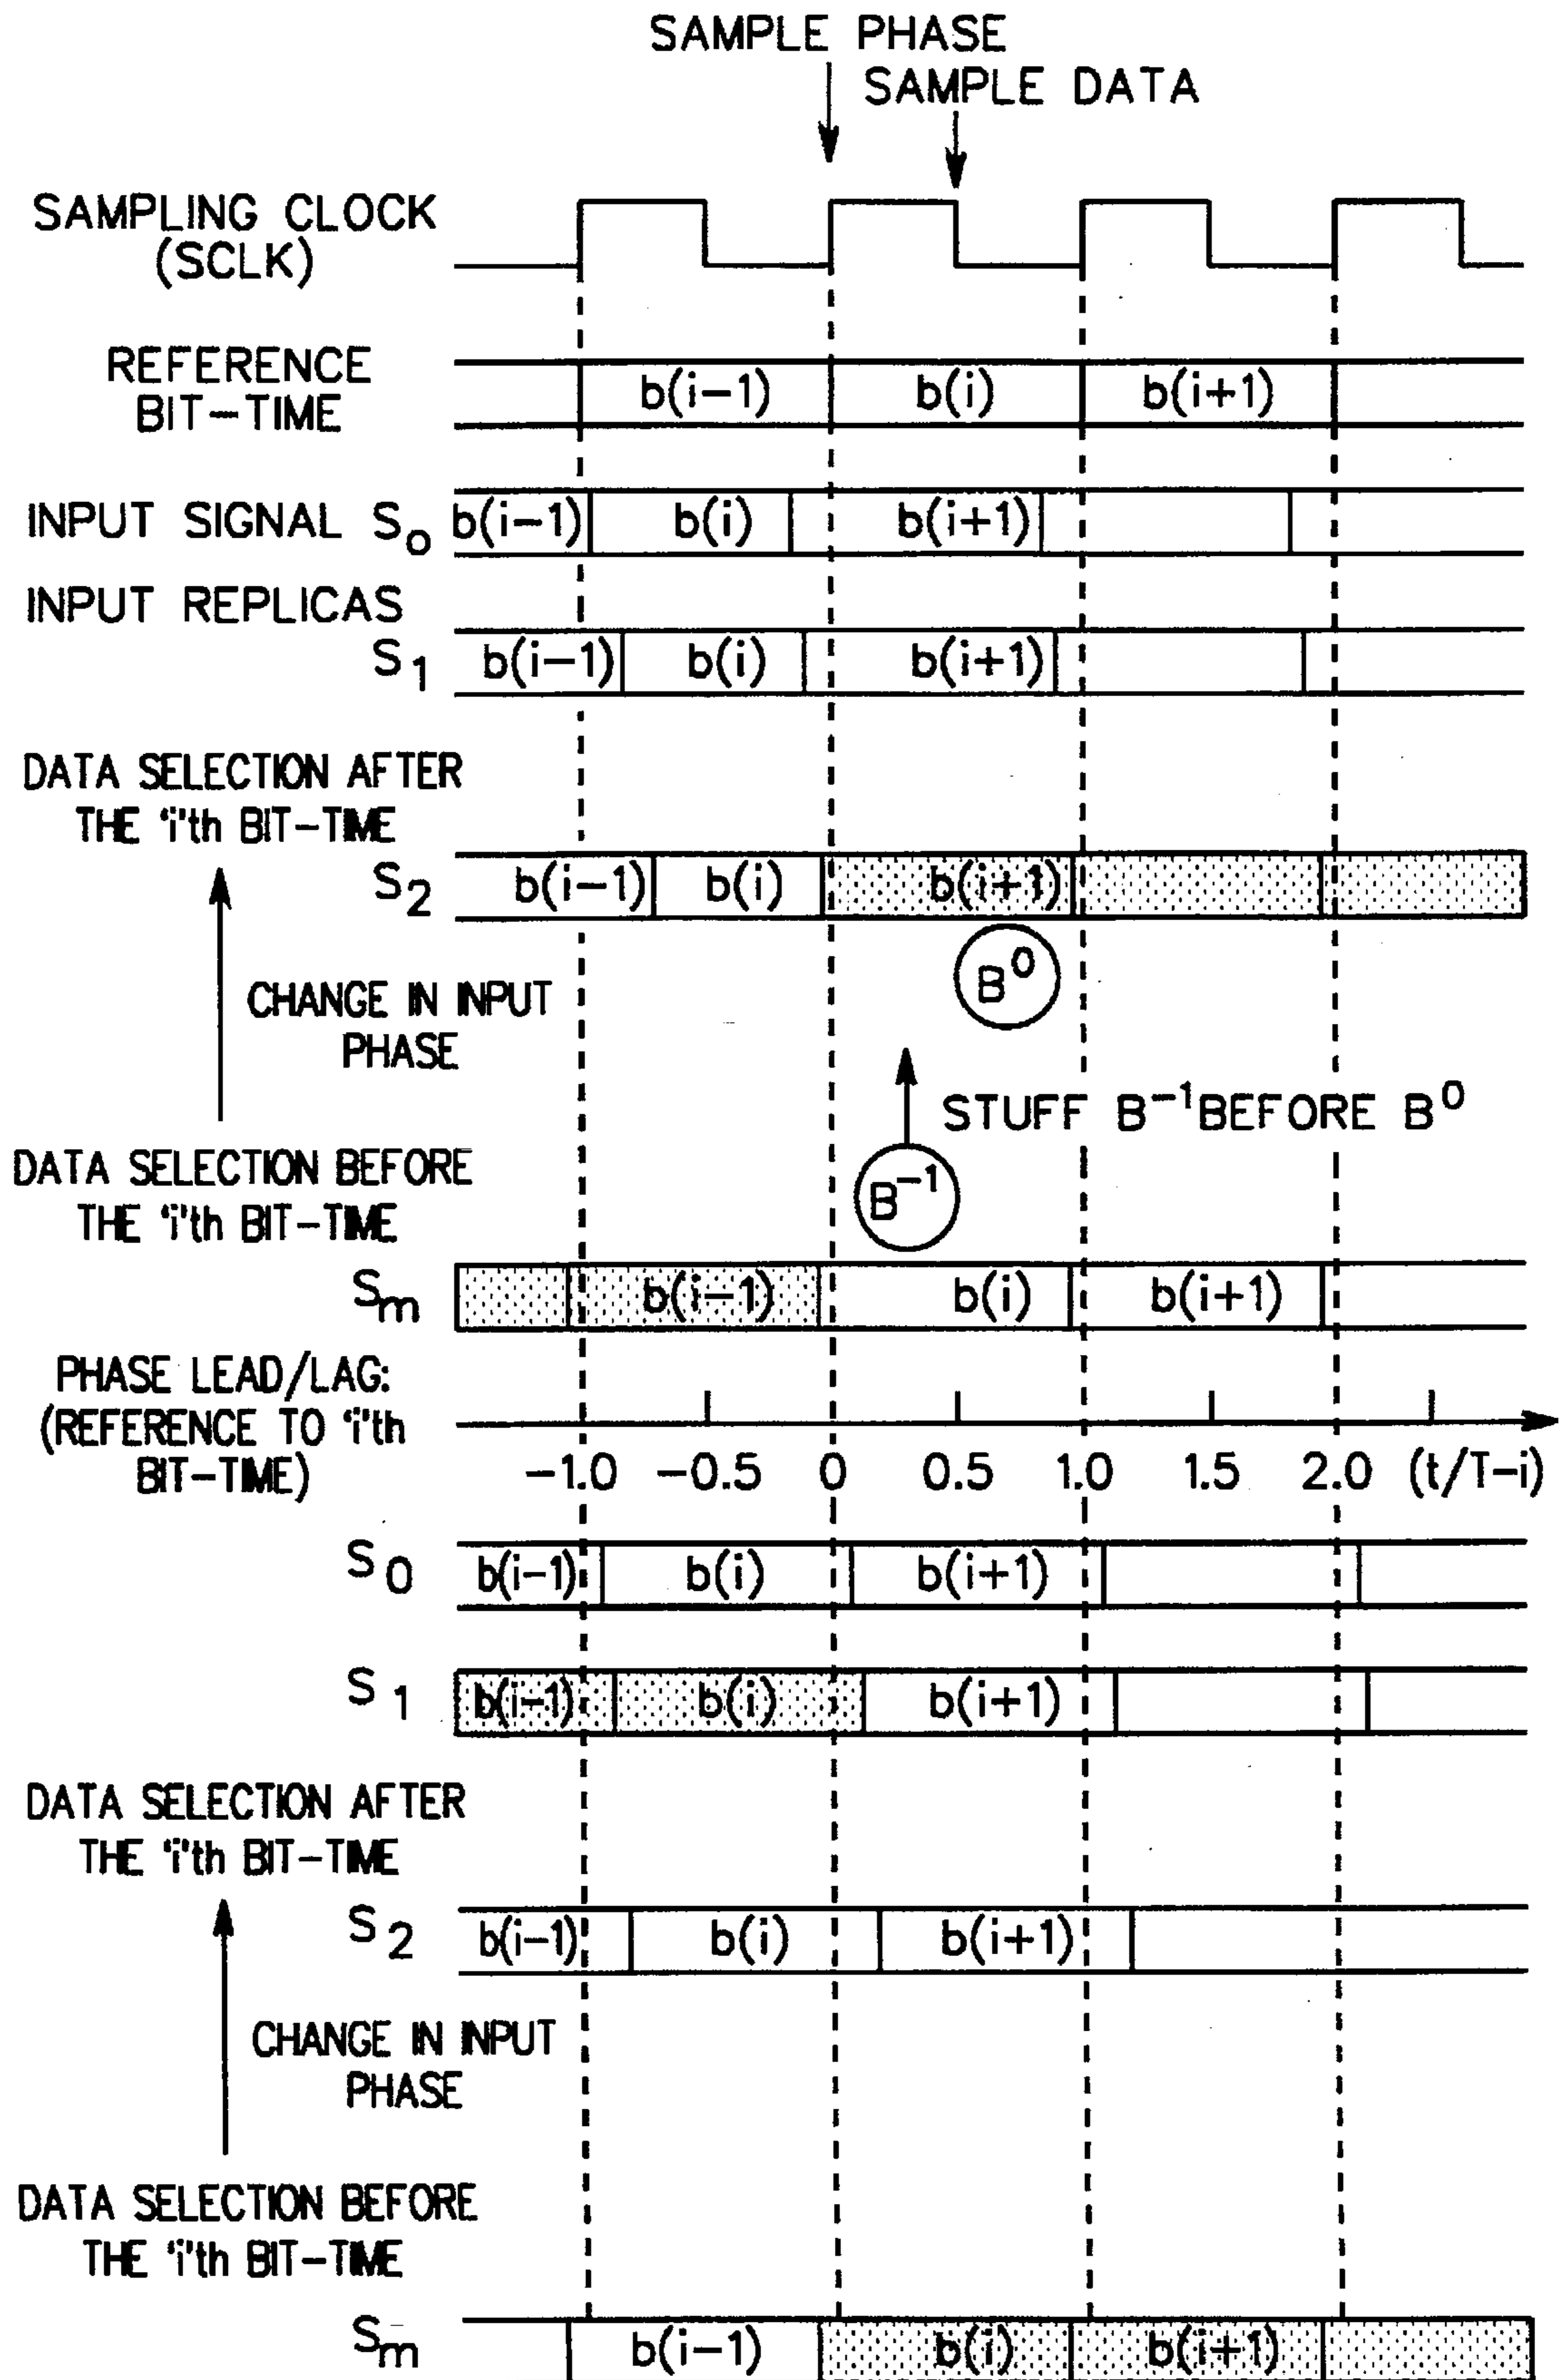 SAMPLE PHASE
SAMPLE DATA
SAMPLING CLOCK
(SCLK)
REFERENCE
BIT-TIME
b(i-1) b(i) b(i+1)
INPUT SIGNAL S₀ b(i-1) b(i) b(i+1)
INPUT REPLICAS
S₁ b(i-1) b(i) b(i+1)
DATA SELECTION AFTER
THE 'i'th BIT-TIME
S₂ b(i-1) b(i) b(i+1)
B⁰
CHANGE IN INPUT
PHASE
STUFF B⁻¹ BEFORE B⁰
B⁻¹
DATA SELECTION BEFORE
THE 'i'th BIT-TIME
Sm b(i-1) b(i) b(i+1)
PHASE LEAD/LAG:
(REFERENCE TO 'i'th
BIT-TIME)
-1.0 -0.5 0 0.5 1.0 1.5 2.0 (t/T-i)
S₀ b(i-1) b(i) b(i+1)
S₁ b(i-1) b(i) b(i+1)
DATA SELECTION AFTER
THE 'i'th BIT-TIME
S₂ b(i-1) b(i) b(i+1)
CHANGE IN INPUT
PHASE
DATA SELECTION BEFORE
THE 'i'th BIT-TIME
Sm b(i-1) b(i) b(i+1)